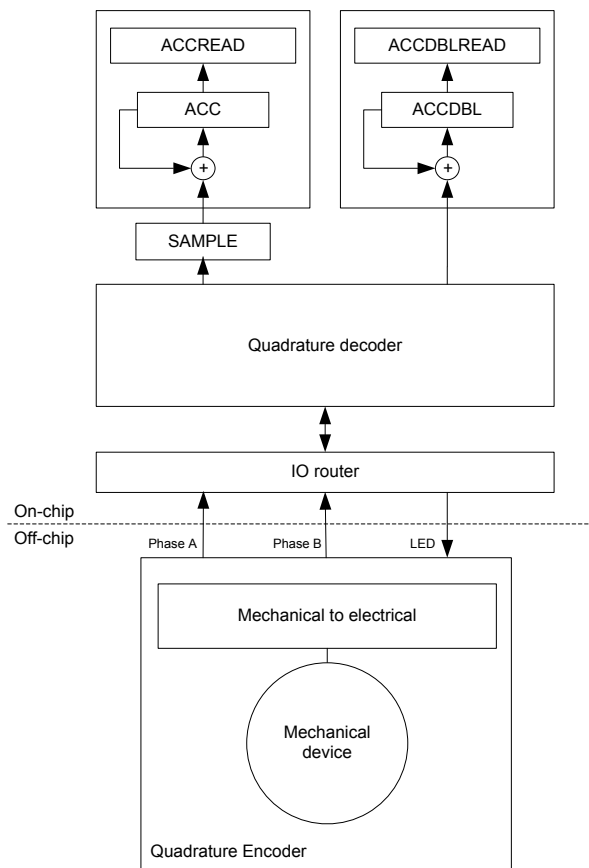 ACCREAD
ACCDBLREAD
ACC
ACCDBL
+
+
SAMPLE
Quadrature decoder
IO router
On-chip
Off-chip
Phase A
Phase B
LED
Mechanical to electrical
Mechanical
device
Quadrature Encoder